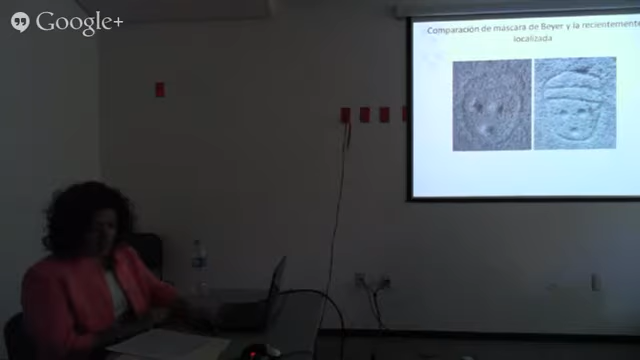 Google+
Comparación de máscara de Beyer y la recientemente
localizada